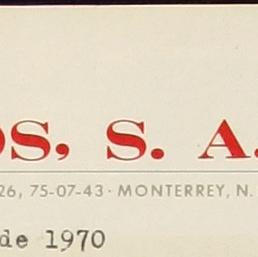 OS, S. A.
26, 75-07-43 · MONTERREY, N.
de 1970